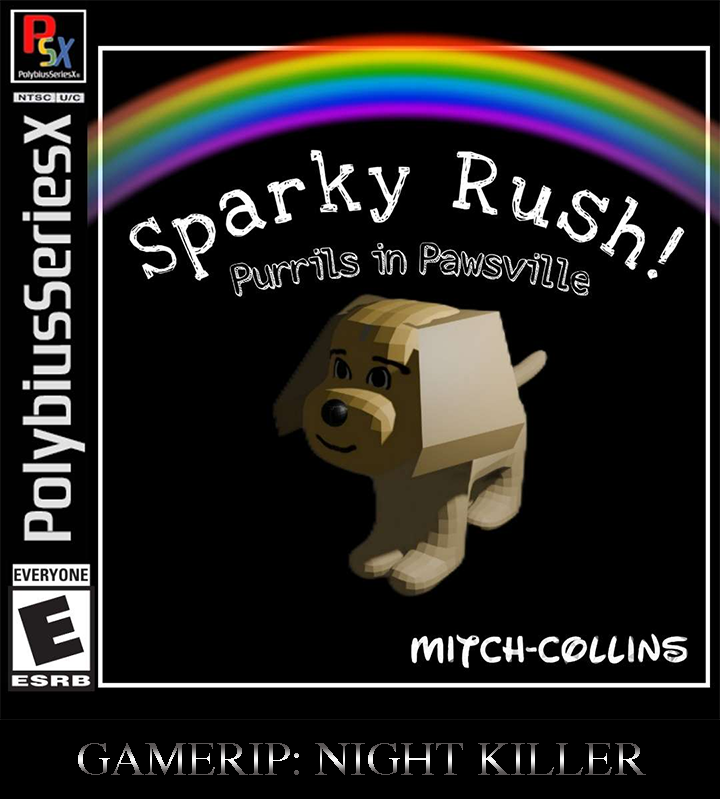 PSX
PolybiusSeriesX®
NTSC U/C
PolybiusSeriesX
Sparky Rush!
Purrils in Pawsville
EVERYONE
E
ESRB
MITCH-COLLINS
GAMERIP: NIGHT KILLER